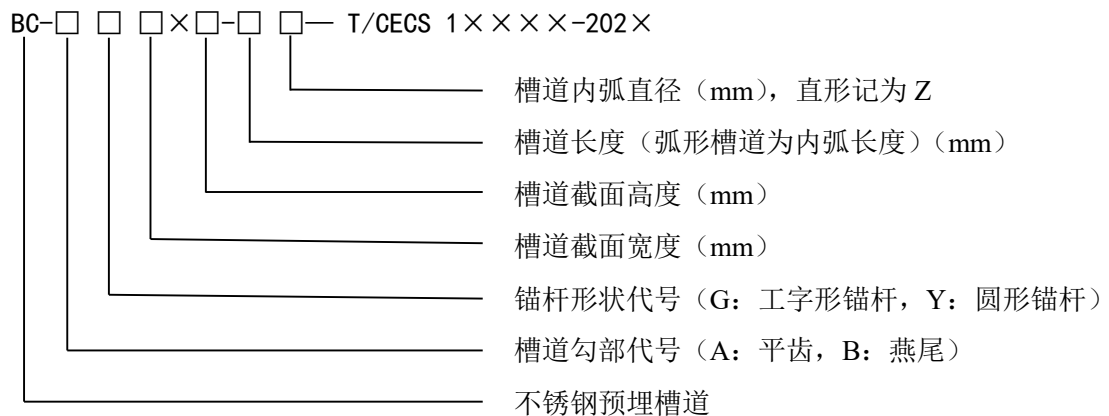 BC-□ □ □×□-□ □— T/CECS 1××××-202×
槽道内弧直径（mm），直形记为 Z
槽道长度（弧形槽道为内弧长度）（mm）
槽道截面高度（mm）
槽道截面宽度（mm）
锚杆形状代号（G：工字形锚杆，Y：圆形锚杆）
槽道勾部代号（A：平齿，B：燕尾）
不锈钢预埋槽道